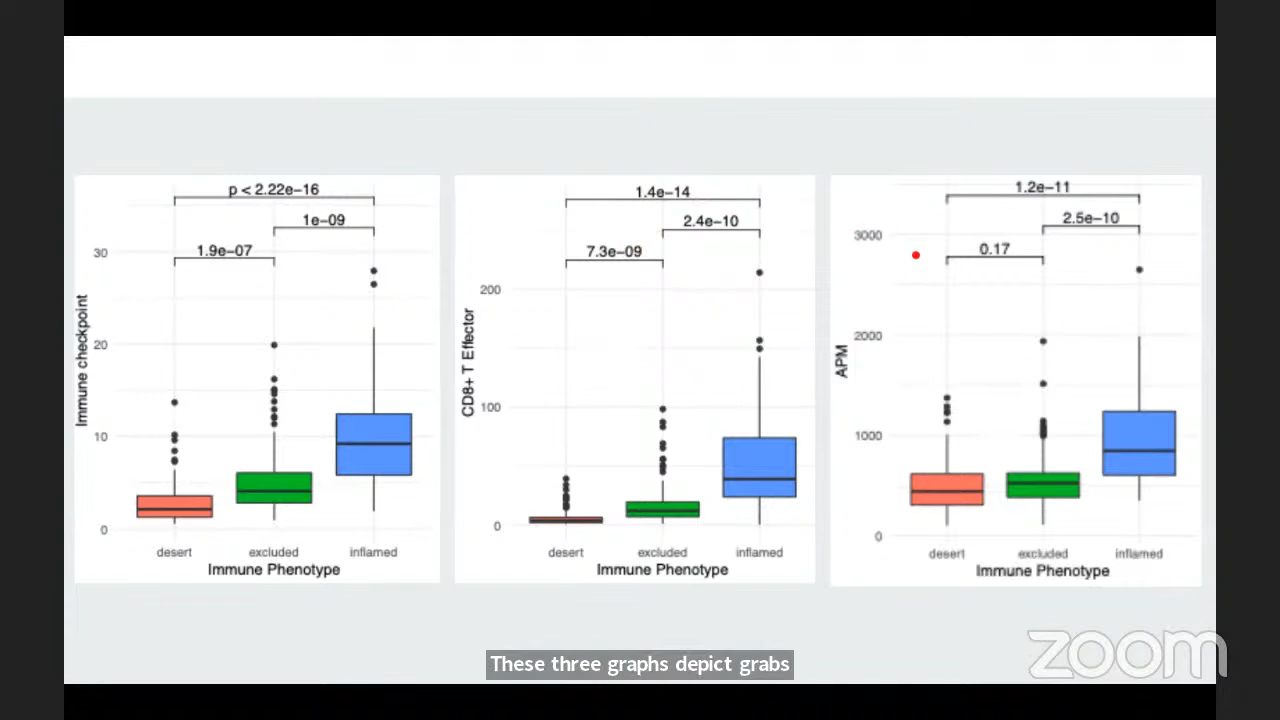 p < 2.22e−16
1e−09
1.9e−07
30
20
10
0
Immune checkpoint
desert excluded inflamed
Immune Phenotype
1.4e−14
2.4e−10
7.3e−09
200
100
0
CD8+ T Effector
desert excluded inflamed
Immune Phenotype
1.2e−11
2.5e−10
0.17
3000
2000
1000
0
APM
desert excluded inflamed
Immune Phenotype
These three graphs depict grabs
zoom